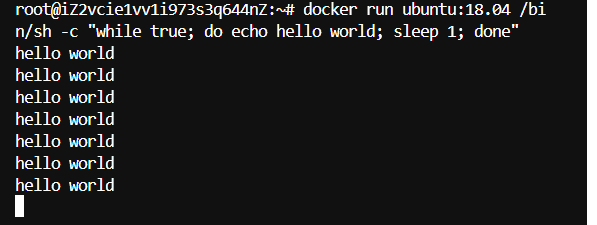 root@iZ2vcie1vv1i973s3q644nZ:~# docker run ubuntu:18.04 /bi
n/sh -c "while true; do echo hello world; sleep 1; done"
hello world
hello world
hello world
hello world
hello world
hello world
hello world